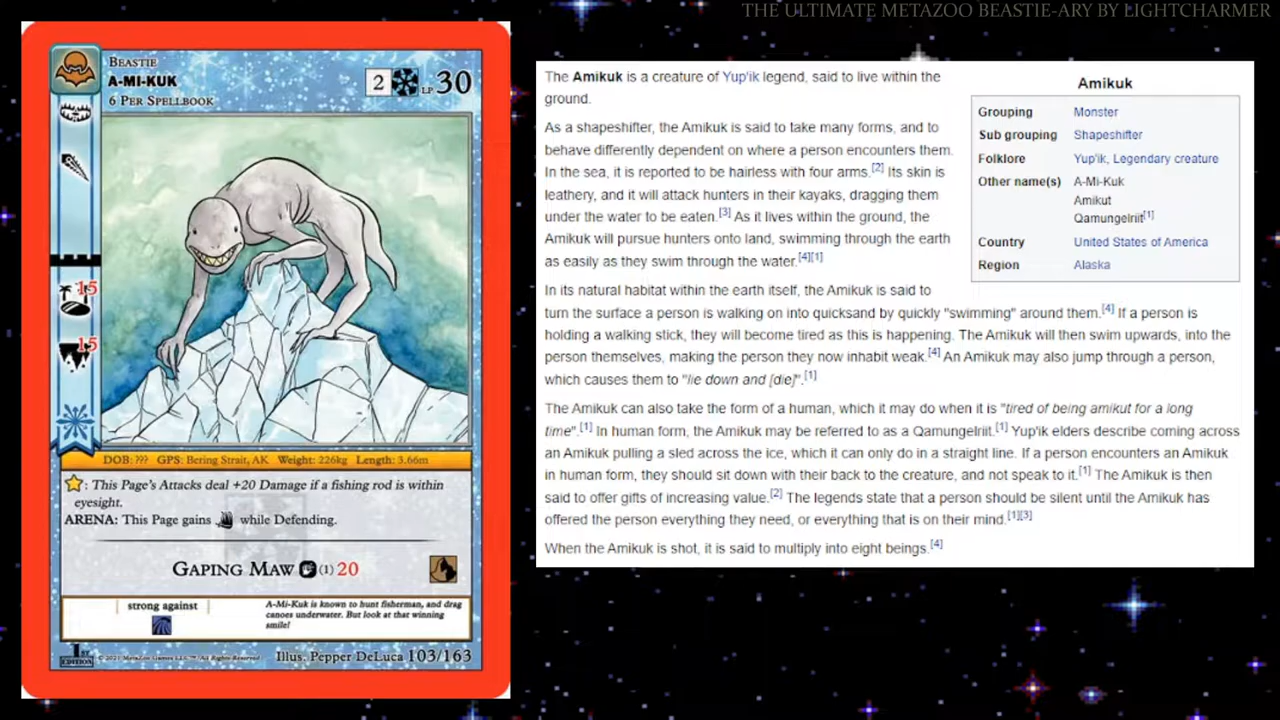 THE ULTIMATE METAZOO BEASTIE-ARY BY LIGHTCHARMER
BEASTIE
A-MI-KUK
6 PER SPELLBOOK
2
LP 30
15
15
DOB: ??? GPS: Bering Strait, AK Weight: 226kg Length: 3.66m
: This Page's Attacks deal +20 Damage if a fishing rod is within
eyesight.
ARENA: This Page gains while Defending.
GAPING MAW (1) 20
strong against
A-Mi-Kuk is known to hunt fisherman, and drag
canoes underwater. But look at that winning
smile!
1ST
EDITION
© 2021 MetaZoo Games LLC.™ All Rights Reserved
Illus. Pepper DeLuca 103/163
The Amikuk is a creature of Yup'ik legend, said to live within the
ground.
As a shapeshifter, the Amikuk is said to take many forms, and to
behave differently dependent on where a person encounters them.
In the sea, it is reported to be hairless with four arms.[2] Its skin is
leathery, and it will attack hunters in their kayaks, dragging them
under the water to be eaten.[3] As it lives within the ground, the
Amikuk will pursue hunters onto land, swimming through the earth
as easily as they swim through the water.[4][1]
In its natural habitat within the earth itself, the Amikuk is said to
turn the surface a person is walking on into quicksand by quickly "swimming" around them.[4] If a person is
holding a walking stick, they will become tired as this is happening. The Amikuk will then swim upwards, into the
person themselves, making the person they now inhabit weak.[4] An Amikuk may also jump through a person,
which causes them to "lie down and [die]".[1]
The Amikuk can also take the form of a human, which it may do when it is "tired of being amikut for a long
time".[1] In human form, the Amikuk may be referred to as a Qamungelriit.[1] Yup'ik elders describe coming across
an Amikuk pulling a sled across the ice, which it can only do in a straight line. If a person encounters an Amikuk
in human form, they should sit down with their back to the creature, and not speak to it.[1] The Amikuk is then
said to offer gifts of increasing value.[2] The legends state that a person should be silent until the Amikuk has
offered the person everything they need, or everything that is on their mind.[1][3]
When the Amikuk is shot, it is said to multiply into eight beings.[4]
Amikuk
Grouping Monster
Sub grouping Shapeshifter
Folklore Yup'ik, Legendary creature
Other name(s) A-Mi-Kuk
Amikut
Qamungelriit[1]
Country United States of America
Region Alaska